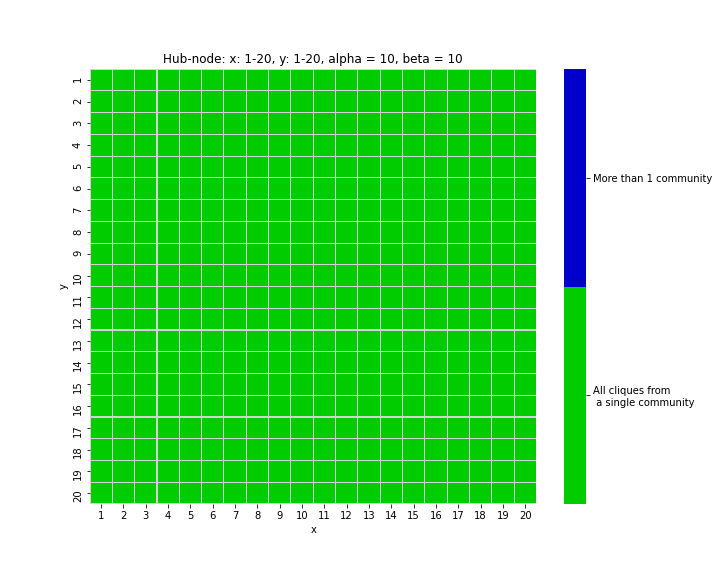 Hub-node: x: 1-20, y: 1-20, alpha = 10, beta = 10
1
2
3
4
5
6
7
8
9
10
11
12
13
14
15
16
17
18
19
20
y
1 2 3 4 5 6 7 8 9 10 11 12 13 14 15 16 17 18 19 20
x
More than 1 community
All cliques from
a single community